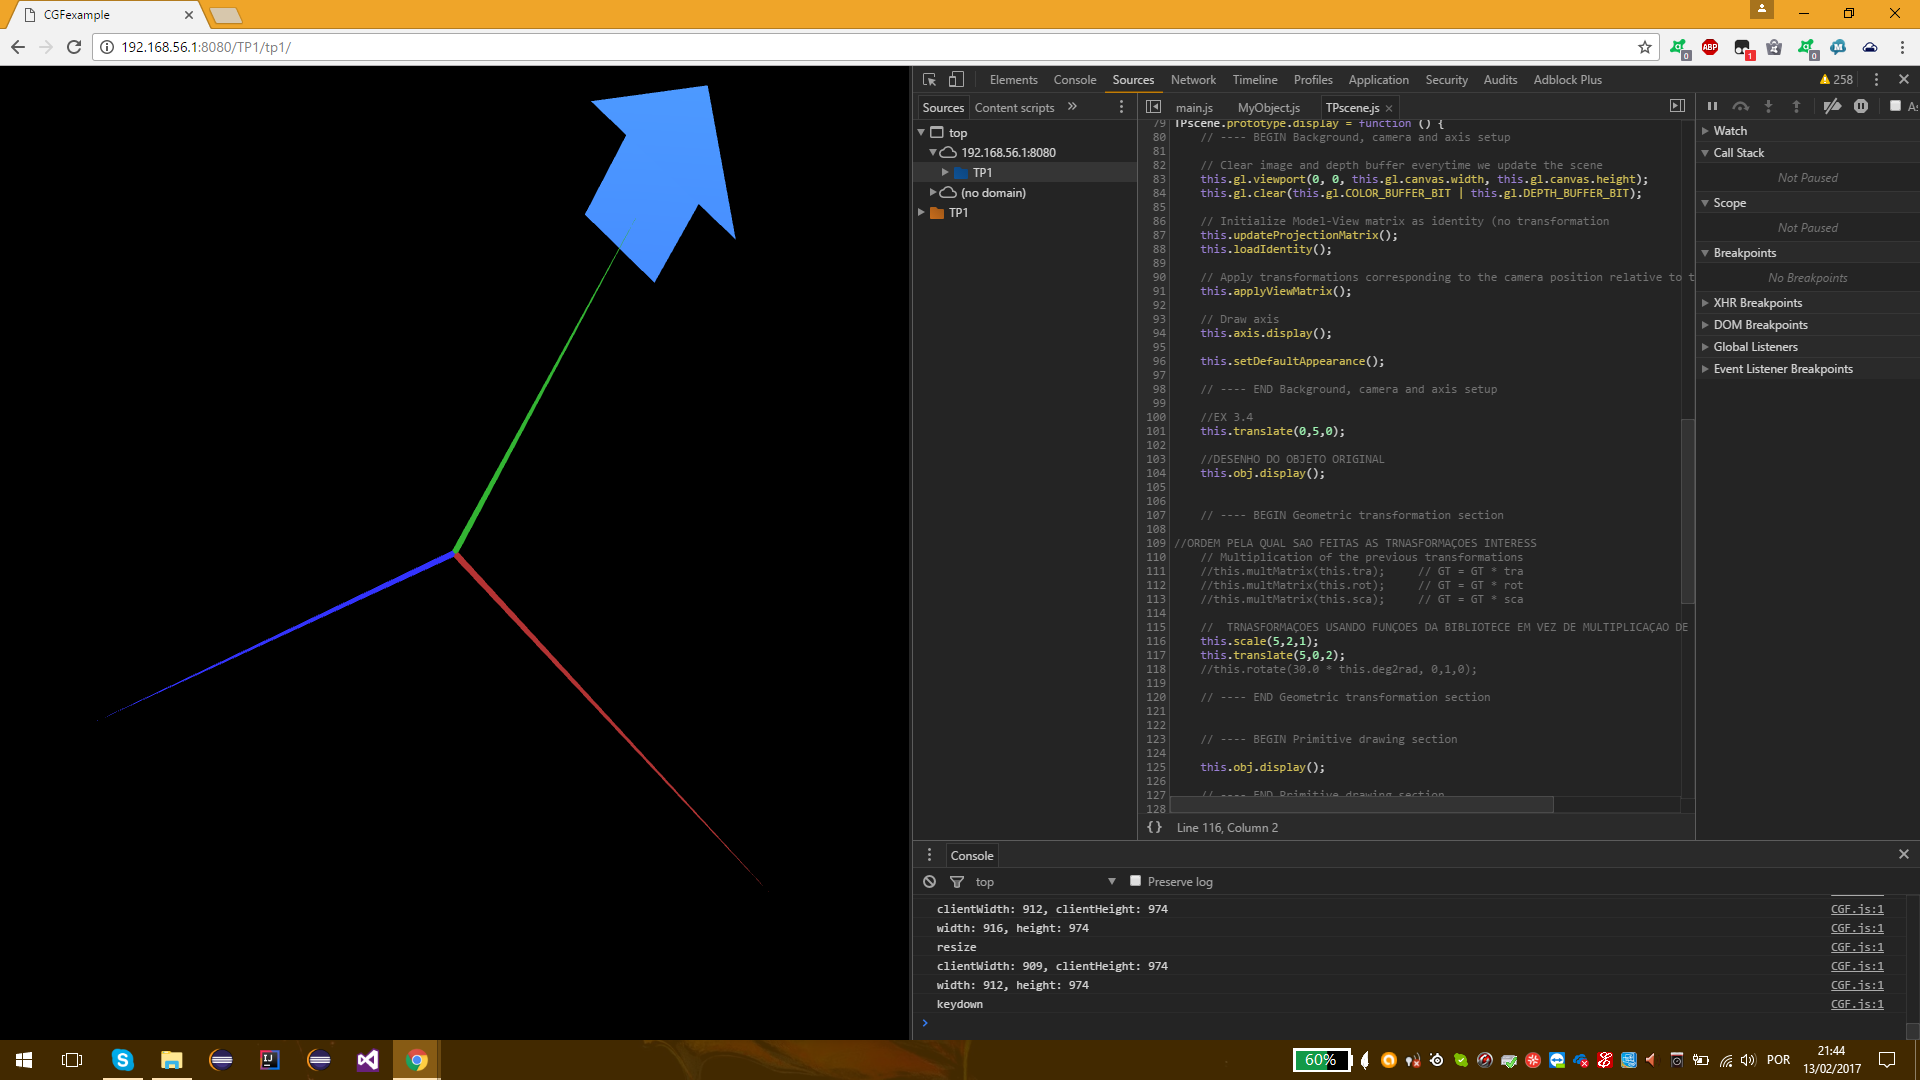 CGFexample
192.168.56.1:8080/TP1/tp1/
0
ABP
1
0
Elements Console Sources Network Timeline Profiles Application Security Audits Adblock Plus
258
Sources Content scripts »
main.js MyObject.js TPscene.js
top
192.168.56.1:8080
TP1
(no domain)
TP1
79 TPscene.prototype.display = function () {
80 // ---- BEGIN Background, camera and axis setup
81
82 // Clear image and depth buffer everytime we update the scene
83 this.gl.viewport(0, 0, this.gl.canvas.width, this.gl.canvas.height);
84 this.gl.clear(this.gl.COLOR_BUFFER_BIT | this.gl.DEPTH_BUFFER_BIT);
85
86 // Initialize Model-View matrix as identity (no transformation
87 this.updateProjectionMatrix();
88 this.loadIdentity();
89
90 // Apply transformations corresponding to the camera position relative to t
91 this.applyViewMatrix();
92
93 // Draw axis
94 this.axis.display();
95
96 this.setDefaultAppearance();
97
98 // ---- END Background, camera and axis setup
99
100 //EX 3.4
101 this.translate(0,5,0);
102
103 //DESENHO DO OBJETO ORIGINAL
104 this.obj.display();
105
106
107 // ---- BEGIN Geometric transformation section
108
109 //ORDEM PELA QUAL SAO FEITAS AS TRNASFORMAÇOES INTERESS
110 // Multiplication of the previous transformations
111 //this.multMatrix(this.tra); // GT = GT * tra
112 //this.multMatrix(this.rot); // GT = GT * rot
113 //this.multMatrix(this.sca); // GT = GT * sca
114
115 // TRNASFORMAÇOES USANDO FUNÇOES DA BIBLIOTECE EM VEZ DE MULTIPLICAÇAO DE
116 this.scale(5,2,1);
117 this.translate(5,0,2);
118 //this.rotate(30.0 * this.deg2rad, 0,1,0);
119
120 // ---- END Geometric transformation section
121
122
123 // ---- BEGIN Primitive drawing section
124
125 this.obj.display();
126
127 // ---- END Primitive drawing section
128
{} Line 116, Column 2
Watch
Call Stack
Not Paused
Scope
Not Paused
Breakpoints
No Breakpoints
XHR Breakpoints
DOM Breakpoints
Global Listeners
Event Listener Breakpoints
Console
top
Preserve log
clientWidth: 912, clientHeight: 974 CGF.js:1
width: 916, height: 974 CGF.js:1
resize CGF.js:1
clientWidth: 909, clientHeight: 974 CGF.js:1
width: 912, height: 974 CGF.js:1
keydown CGF.js:1
60%
POR
21:44
13/02/2017